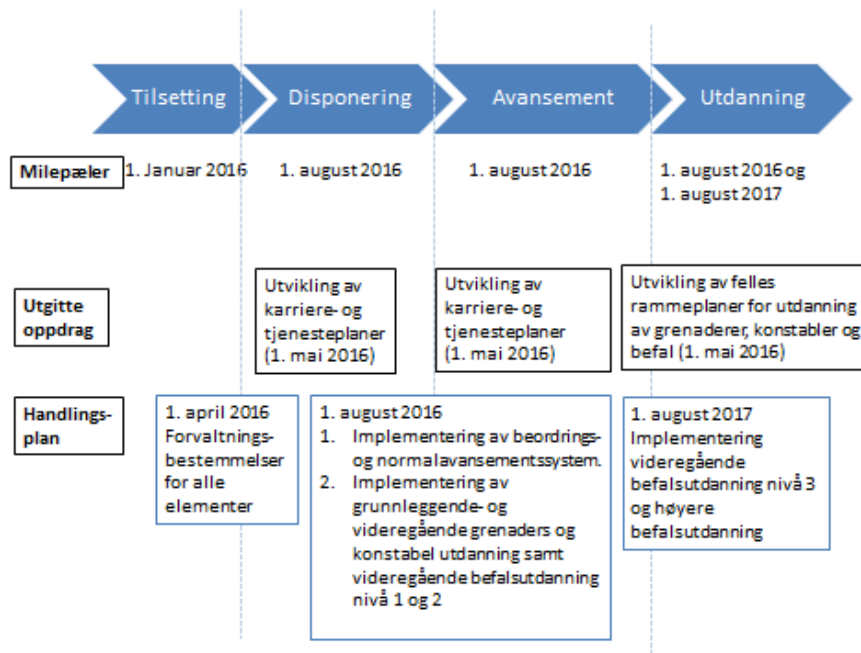 Tilsetting
Disponering
Avansement
Utdanning
Milepæler
1. Januar 2016
1. august 2016
1. august 2016
1. august 2016 og
1. august 2017
Utgitte
oppdrag
Utvikling av
karriere- og
tjenesteplaner
(1. mai 2016)
Utvikling av
karriere- og
tjenesteplaner
(1. mai 2016)
Utvikling av felles
rammeplaner for utdanning
av grenaderer, konstabler og
befal (1. mai 2016)
Handlings-
plan
1. april 2016
Forvaltnings-
bestemmelser
for alle
elementer
1. august 2016
1. Implementering av beordrings-
og normalavansementssystem.
2. Implementering av
grunnleggende- og
videregående grenaders og
konstabel utdanning samt
videregående befalsutdanning
nivå 1 og 2
1. august 2017
Implementering
videregående
befalsutdanning nivå 3
og høyere
befalsutdanning